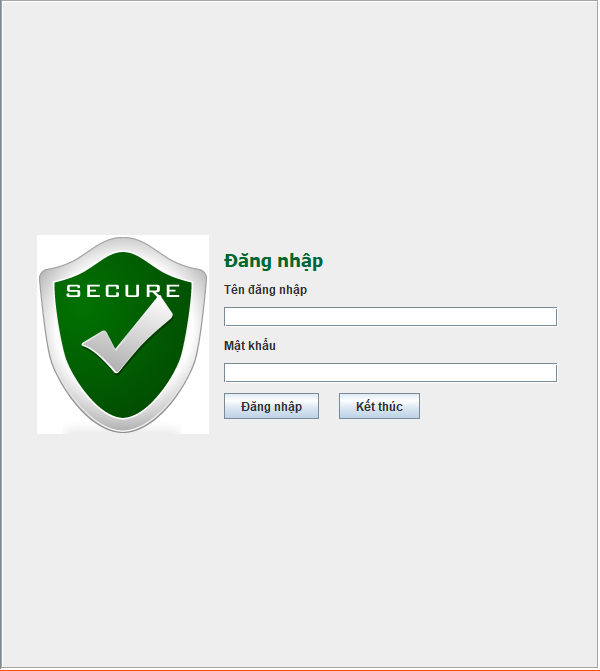 SECURE
Đăng nhập
Tên đăng nhập
Mật khẩu
Đăng nhập
Kết thúc